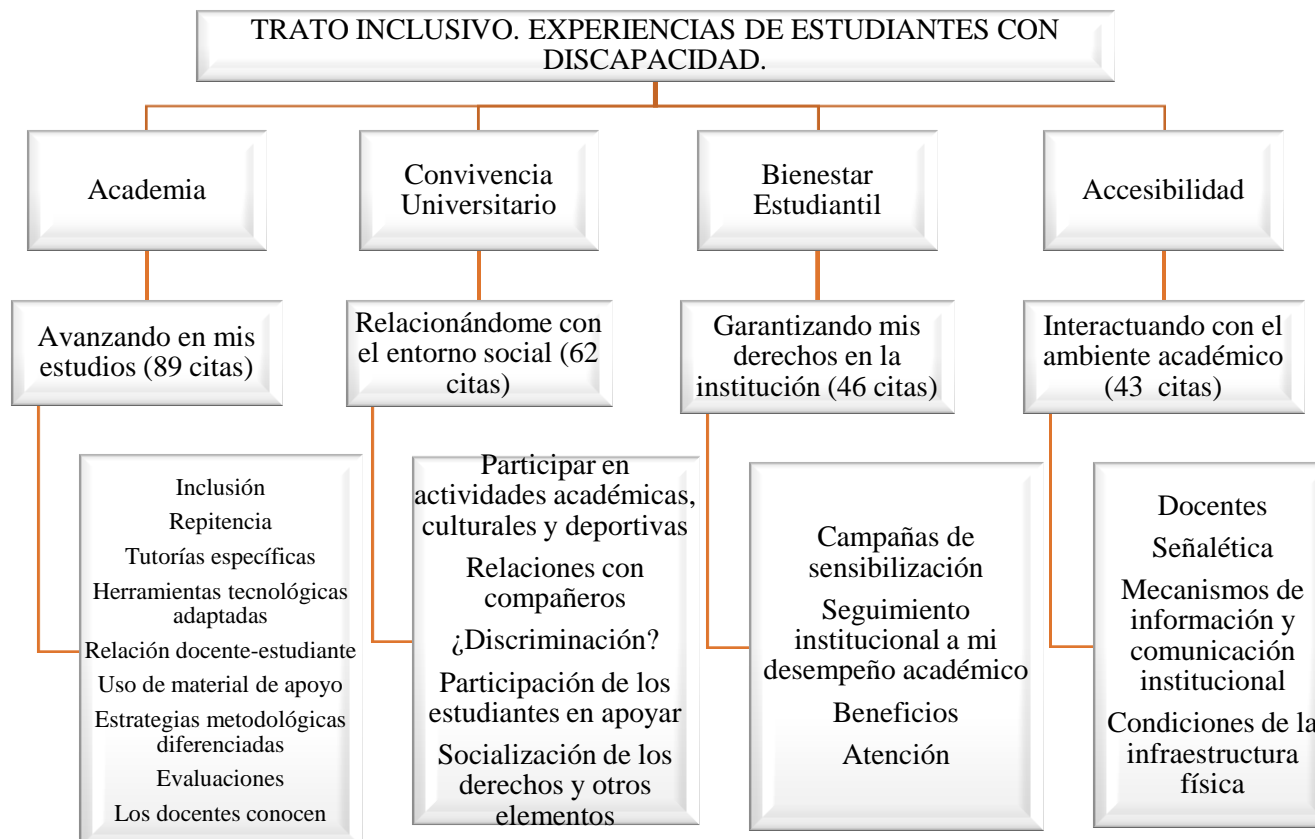 TRATO INCLUSIVO. EXPERIENCIAS DE ESTUDIANTES CON
DISCAPACIDAD.
Academia
Convivencia
Universitario
Bienestar
Estudiantil
Accesibilidad
Avanzando en mis
estudios (89 citas)
Relacionándome con
el entorno social (62
citas)
Garantizando mis
derechos en la
institución (46 citas)
Interactuando con el
ambiente académico
(43 citas)
Inclusión
Repitencia
Tutorías específicas
Herramientas tecnológicas
adaptadas
Relación docente-estudiante
Uso de material de apoyo
Estrategias metodológicas
diferenciadas
Evaluaciones
Los docentes conocen
Participar en
actividades académicas,
culturales y deportivas
Relaciones con
compañeros
¿Discriminación?
Participación de los
estudiantes en apoyar
Socialización de los
derechos y otros
elementos
Campañas de
sensibilización
Seguimiento
institucional a mi
desempeño académico
Beneficios
Atención
Docentes
Señalética
Mecanismos de
información y
comunicación
institucional
Condiciones de la
infraestructura
física